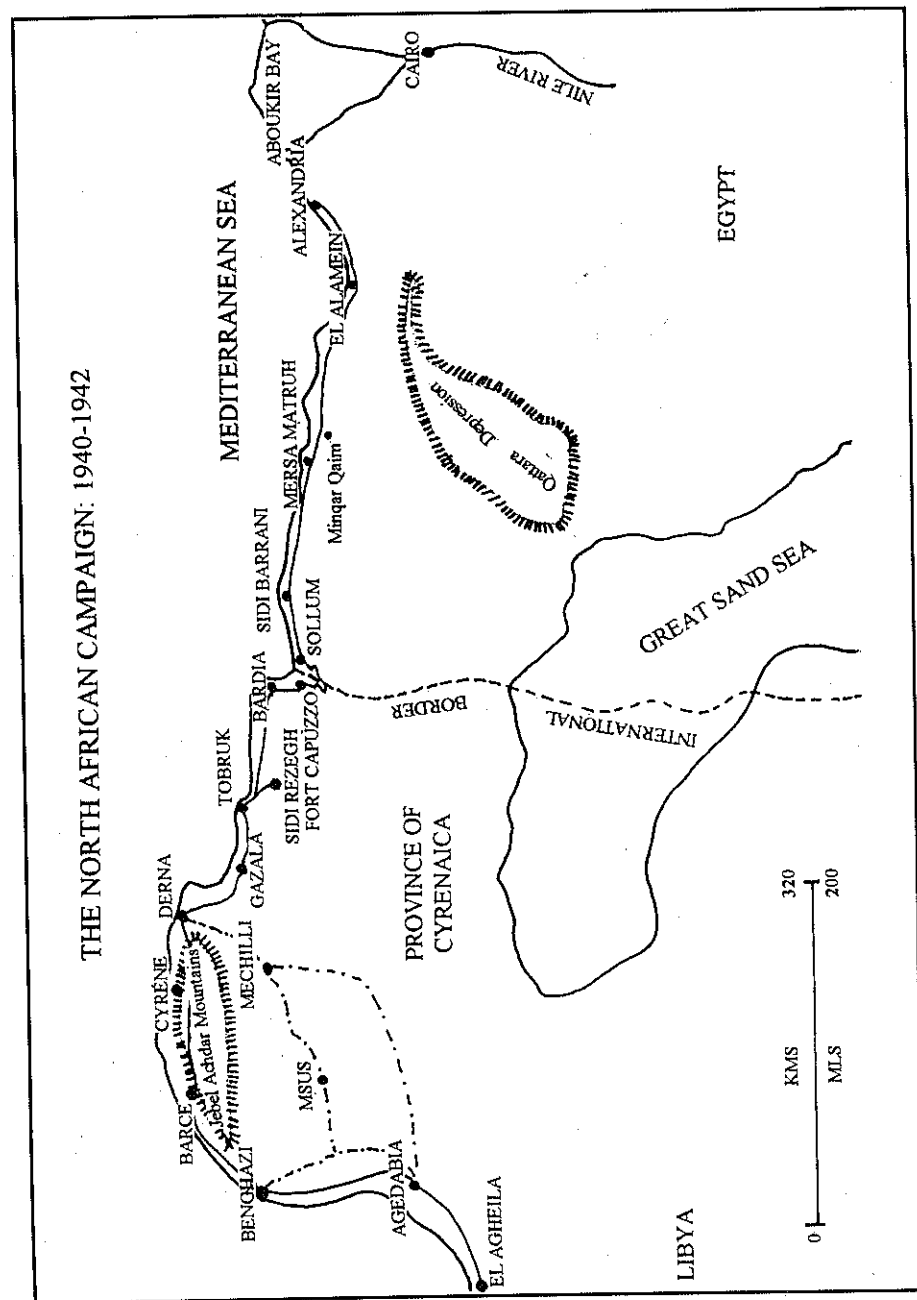 THE NORTH AFRICAN CAMPAIGN: 1940-1942
MEDITERRANEAN SEA
CYRÉNE
DERNA
BARCE
Jebel Achdar Mountains
TOBRUK
BENGHAZI
MECHILLI
GAZALA
BARDIA
SIDI BARRANI
MERSA MATRUH
ALEXANDRIA
ABOUKIR BAY
MSUS
SIDI REZEGH
FORT CAPUZZO
SOLLUM
Minqar Qaim
EL ALAMEIN
CAIRO
AGEDABIA
EL AGHEILA
PROVINCE OF
CYRENAICA
BORDER
INTERNATIONAL
Qattara
Depression
NILE RIVER
GREAT SAND SEA
EGYPT
LIBYA
KMS
320
0
MLS
200